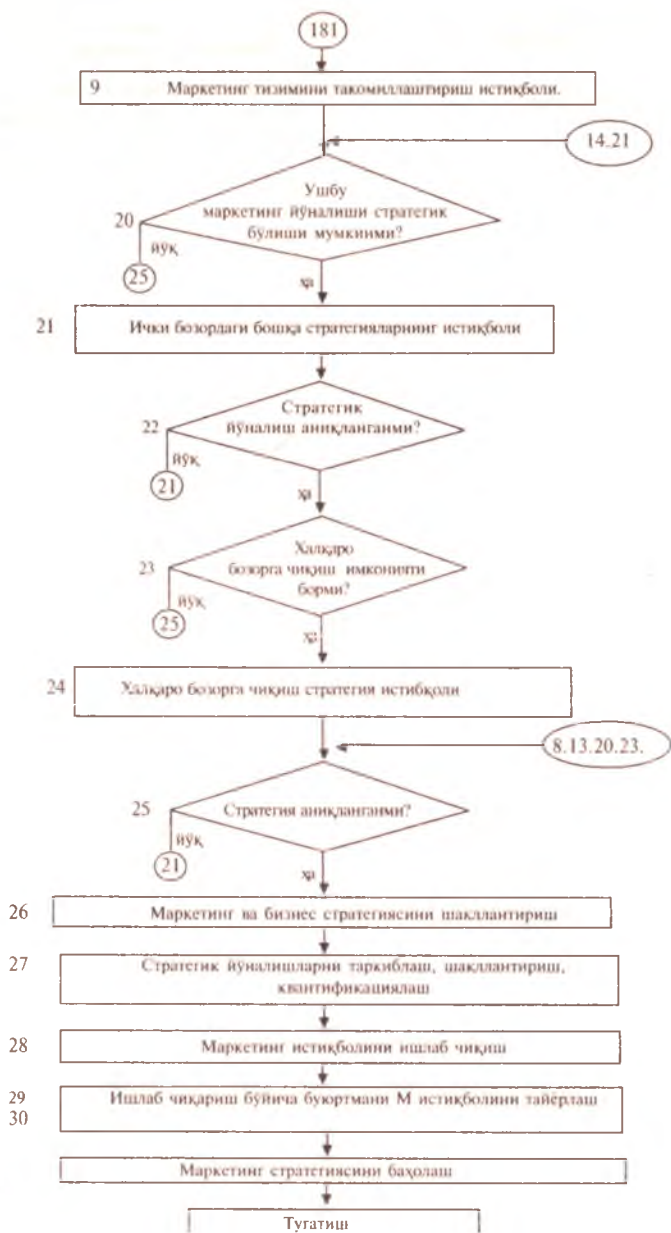 181
9 Маркетинг тизимини такомиллаштириш истиқболи.
14.21
Ушбу
маркетинг йўналиши стратегик
20 бўлиши мумкинми?
йўқ
25
ҳа
21 Ички бозордаги бошқа стратегияларнинг истиқболи
Стратегик
22 йўналиш аниқланганми?
йўқ
21
ҳа
Халқаро
23 бозорга чиқиш имконияти
борми?
йўқ
25
ҳа
24 Халқаро бозорга чиқиш стратегия истибқоли
8.13.20.23.
25 Стратегия аниқланганми?
йўқ
21
ҳа
26 Маркетинг ва бизнес стратегиясини шакллантириш
27 Стратегик йўналишларни таркиблаш, шакллантириш,
квантификациялаш
28 Маркетинг истиқболини ишлаб чиқиш
29 Ишлаб чиқариш бўйича буюртмани М истиқболини тайёрлаш
30
Маркетинг стратегиясини баҳолаш
Тугатиш